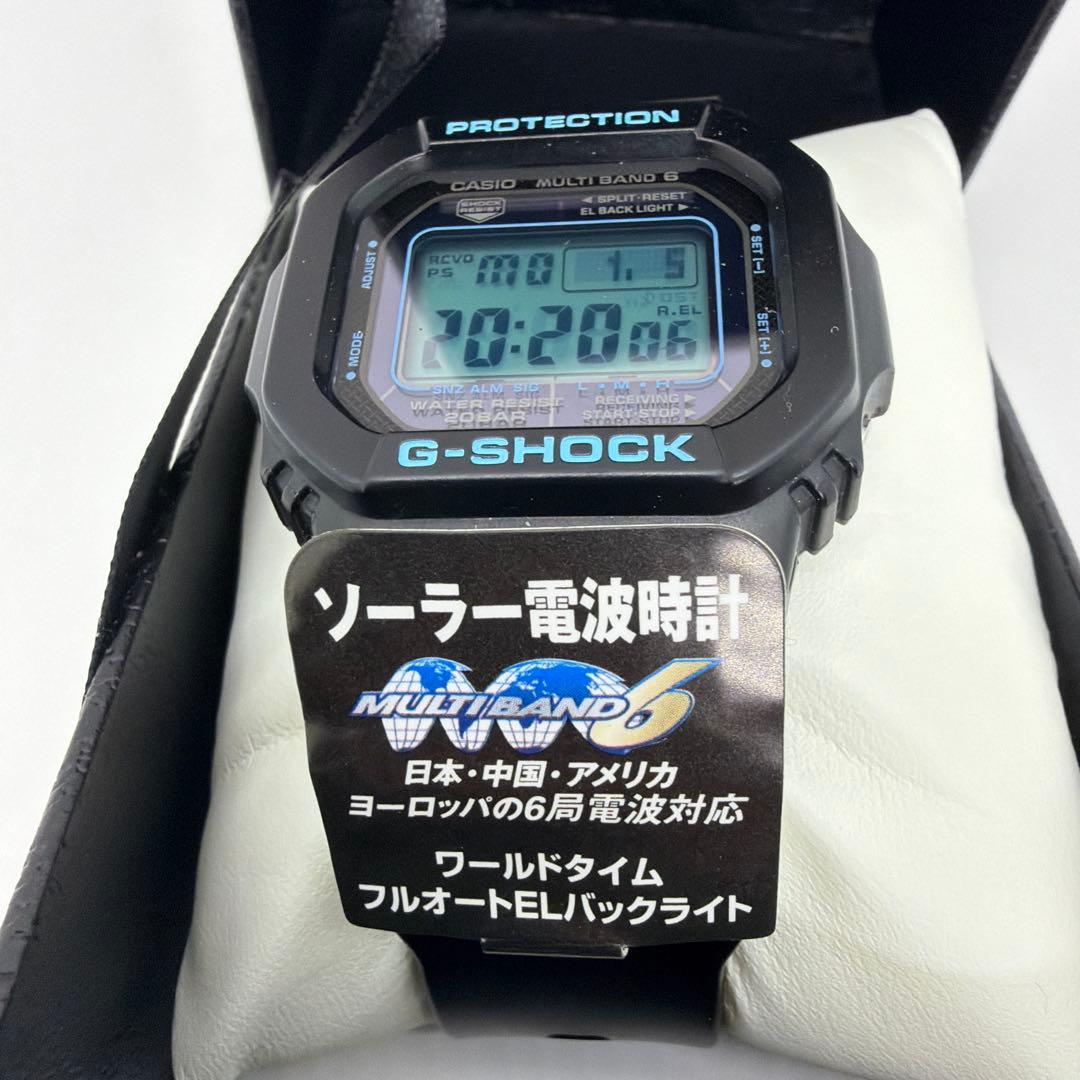 PROTECTION
CASIO MULTI BAND 6
SHOCK RESIST
◀ SPLIT·RESET
EL BACK LIGHT ▶
ADJUST
MODE
SET [-]
SET [+]
RCVD
PS
MO 1. 5
DST
R.EL
20:20 06
SNZ ALM SIG
L · M · H
WATER RESIST
20BAR
RECEIVING ▶
START·STOP ▶
G-SHOCK
ソーラー電波時計
MULTI BAND 6
日本・中国・アメリカ
ヨーロッパの6局電波対応
ワールドタイム
フルオートELバックライト